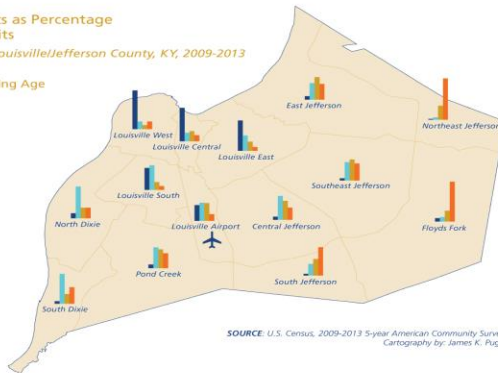 ts as Percentage
its
ouisville/Jefferson County, KY, 2009-2013
ing Age
East Jefferson
Northeast Jefferson
Louisville West
Louisville Central
Louisville East
Southeast Jefferson
Louisville South
North Dixie
Louisville Airport
Central Jefferson
Floyds Fork
Pond Creek
South Jefferson
South Dixie
SOURCE: U.S. Census, 2009-2013 5-year American Community Surve
Cartography by: James K. Pug